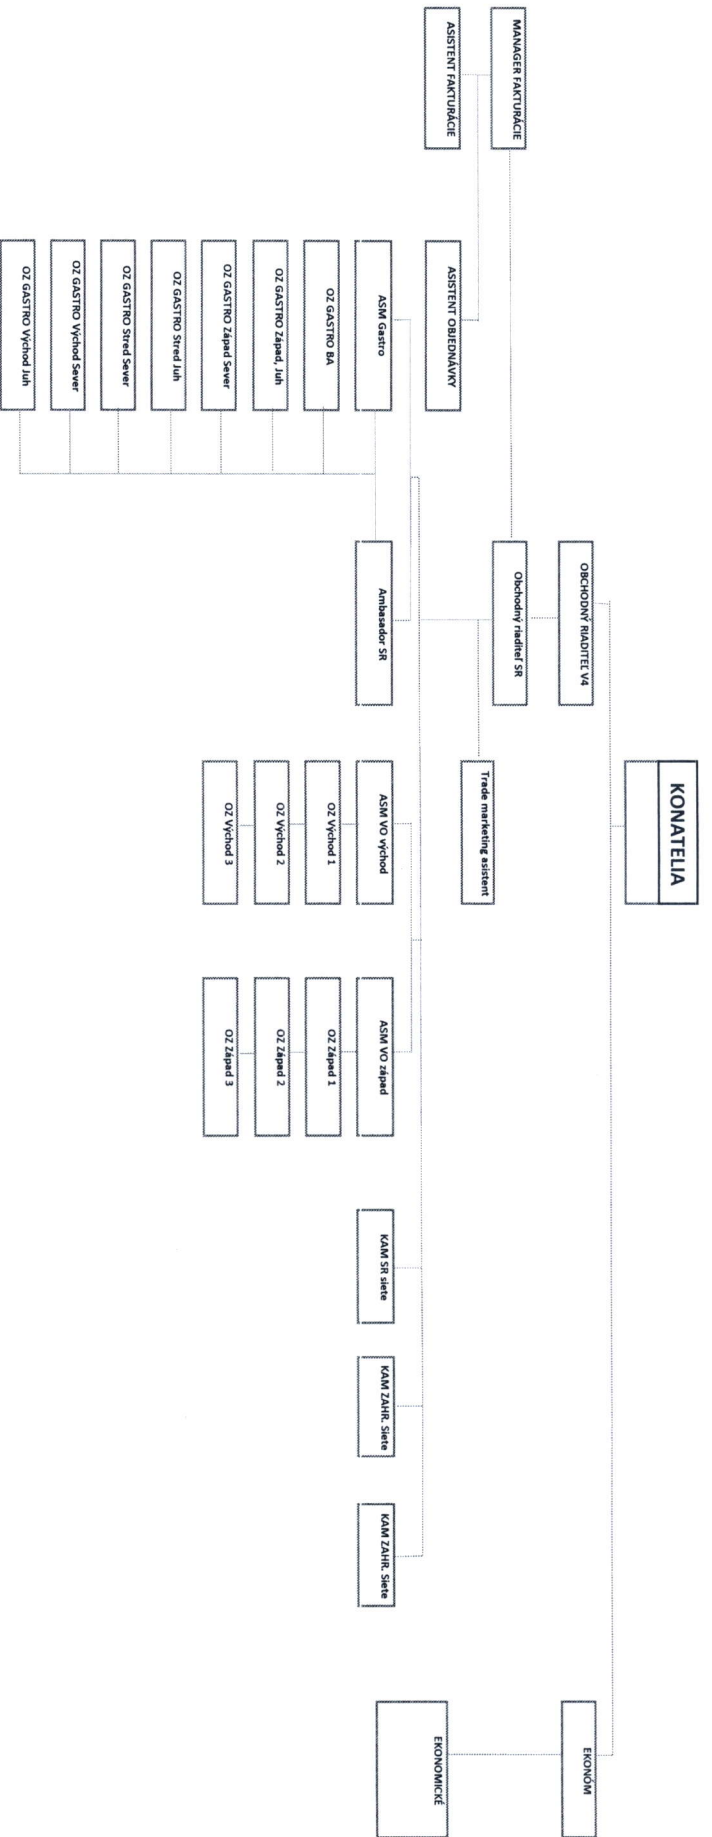 KONATELIA
OBCHODNÝ RIADITEĽ V4
EKONÓM
MANAGER FAKTURÁCIE
Obchodný riaditeľ SR
Trade marketing asistent
ASISTENT FAKTURÁCIE
ASISTENT OBJEDNÁVKY
EKONOMICKÉ
ASM Gastro
Ambasador SR
ASM VO východ
ASM VO západ
KAM SR siete
KAM ZAHR. Siete
KAM ZAHR. Siete
OZ GASTRO BA
OZ Východ 1
OZ Západ 1
OZ GASTRO Západ, Juh
OZ Východ 2
OZ Západ 2
OZ GASTRO Západ Sever
OZ Východ 3
OZ Západ 3
OZ GASTRO Stred Juh
OZ GASTRO Stred Sever
OZ GASTRO Východ Sever
OZ GASTRO Východ Juh